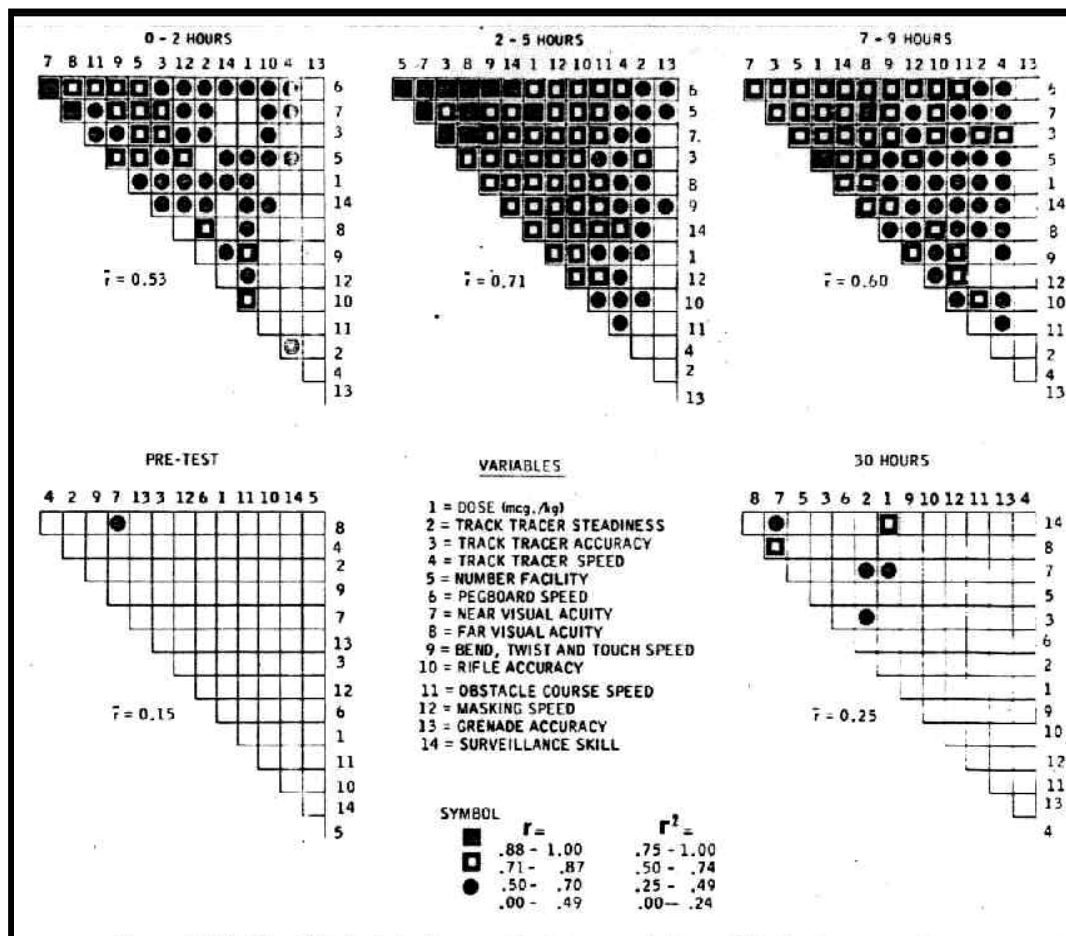 0 - 2 HOURS
7 8 11 9 5 3 12 2 14 1 10 4 13
6
7
3
5
1
14
8
9
12
10
11
2
4
13
r̄ = 0.53
2 - 5 HOURS
5 7 3 8 9 14 1 12 10 11 4 2 13
6
5
7
3
8
9
14
1
12
10
11
4
2
13
r̄ = 0.71
7 - 9 HOURS
7 3 5 1 14 8 9 12 10 11 2 4 13
6
7
3
5
1
14
8
9
12
10
11
2
4
13
r̄ = 0.60
PRE-TEST
4 2 9 7 13 3 12 6 1 11 10 14 5
8
4
2
9
7
13
3
12
6
1
11
10
14
5
r̄ = 0.15
VARIABLES
1 = DOSE (mcg./kg)
2 = TRACK TRACER STEADINESS
3 = TRACK TRACER ACCURACY
4 = TRACK TRACER SPEED
5 = NUMBER FACILITY
6 = PEGBOARD SPEED
7 = NEAR VISUAL ACUITY
8 = FAR VISUAL ACUITY
9 = BEND, TWIST AND TOUCH SPEED
10 = RIFLE ACCURACY
11 = OBSTACLE COURSE SPEED
12 = MASKING SPEED
13 = GRENADE ACCURACY
14 = SURVEILLANCE SKILL
SYMBOL r = r² =
.88 - 1.00 .75 - 1.00
.71 - .87 .50 - .74
.50 - .70 .25 - .49
.00 - .49 .00 — .24
30 HOURS
8 7 5 3 6 2 1 9 10 12 11 13 4
14
8
7
5
3
6
2
1
9
10
12
11
13
4
r̄ = 0.25